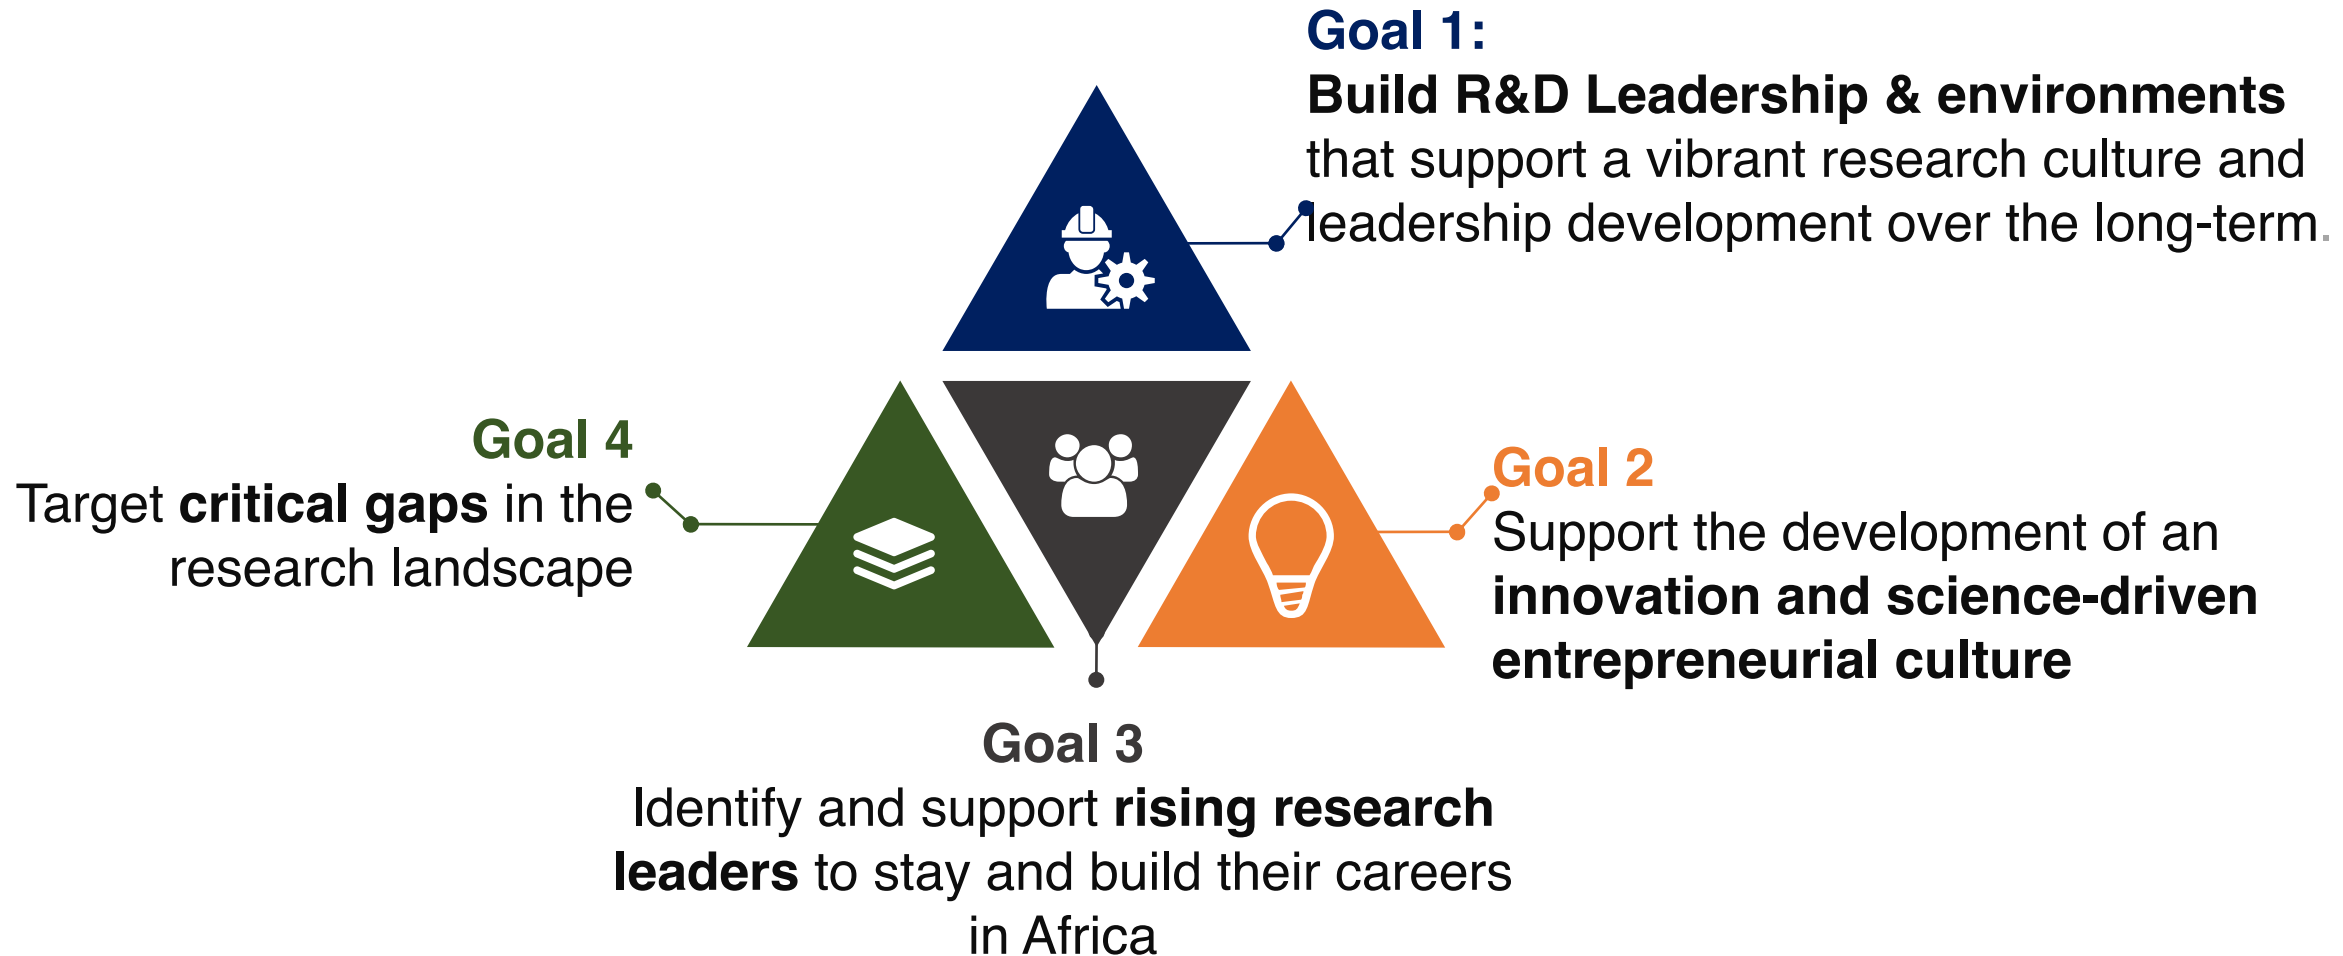 Goal 1:
Build R&D Leadership & environments
that support a vibrant research culture and
leadership development over the long-term.
Goal 4
Target critical gaps in the
research landscape
Goal 2
Support the development of an
innovation and science-driven
entrepreneurial culture
Goal 3
Identify and support rising research
leaders to stay and build their careers
in Africa